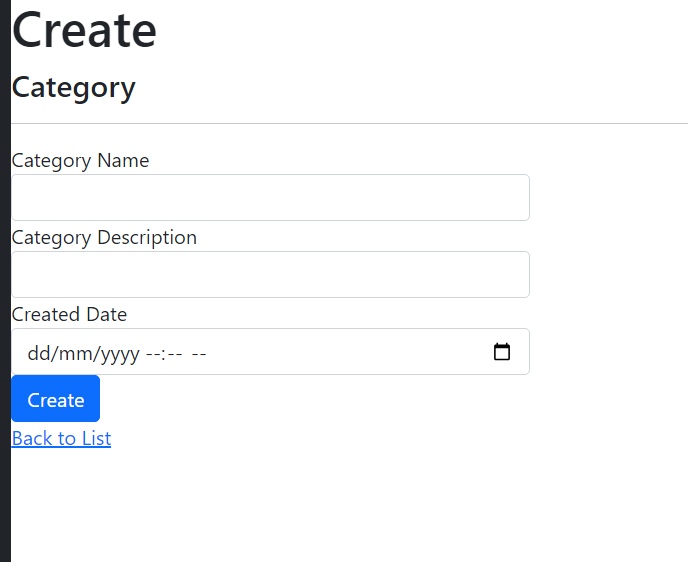 Create
Category
Category Name
Category Description
Created Date
dd/mm/yyyy --:-- --
Create
Back to List